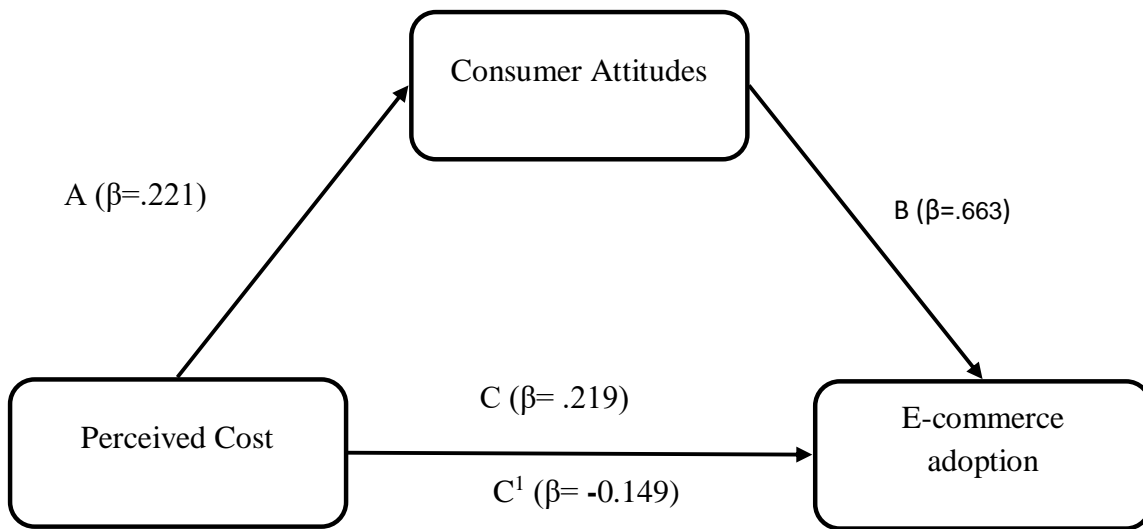 Consumer Attitudes
A (β=.221)
B (β=.663)
Perceived Cost
C (β= .219)
C¹ (β= -0.149)
E-commerce
adoption